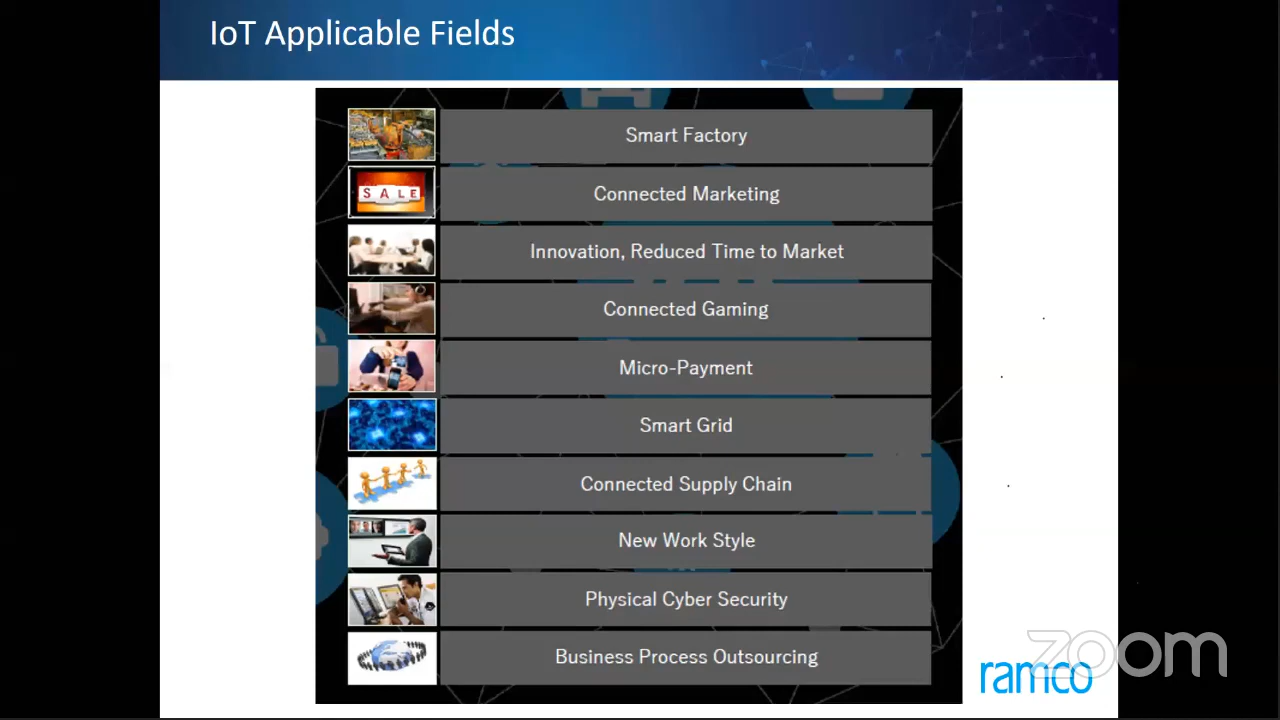 IoT Applicable Fields
Smart Factory
SALE
Connected Marketing
Innovation, Reduced Time to Market
Connected Gaming
Micro-Payment
Smart Grid
Connected Supply Chain
New Work Style
Physical Cyber Security
Business Process Outsourcing
zoom
ramco